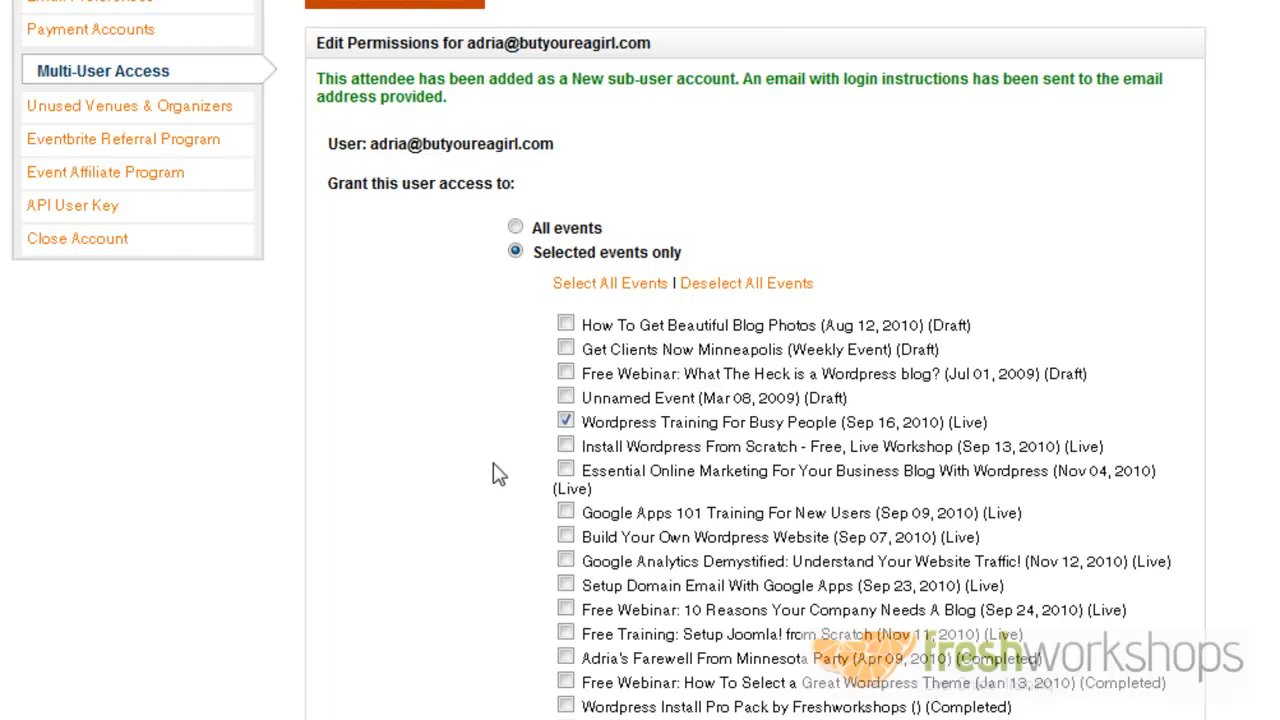 Payment Accounts
Multi-User Access
Unused Venues & Organizers
Eventbrite Referral Program
Event Affiliate Program
API User Key
Close Account
Edit Permissions for adria@butyoureagirl.com
This attendee has been added as a New sub-user account. An email with login instructions has been sent to the email
address provided.
User: adria@butyoureagirl.com
Grant this user access to:
All events
Selected events only
Select All Events | Deselect All Events
How To Get Beautiful Blog Photos (Aug 12, 2010) (Draft)
Get Clients Now Minneapolis (Weekly Event) (Draft)
Free Webinar: What The Heck is a Wordpress blog? (Jul 01, 2009) (Draft)
Unnamed Event (Mar 08, 2009) (Draft)
Wordpress Training For Busy People (Sep 16, 2010) (Live)
Install Wordpress From Scratch - Free, Live Workshop (Sep 13, 2010) (Live)
Essential Online Marketing For Your Business Blog With Wordpress (Nov 04, 2010)
(Live)
Google Apps 101 Training For New Users (Sep 09, 2010) (Live)
Build Your Own Wordpress Website (Sep 07, 2010) (Live)
Google Analytics Demystified: Understand Your Website Traffic! (Nov 12, 2010) (Live)
Setup Domain Email With Google Apps (Sep 23, 2010) (Live)
Free Webinar: 10 Reasons Your Company Needs A Blog (Sep 24, 2010) (Live)
Free Training: Setup Joomla! from Scratch (Nov 11, 2010) (Live)
Adria's Farewell From Minnesota Party (Apr 09, 2010) (Completed)
Free Webinar: How To Select a Great Wordpress Theme (Jan 13, 2010) (Completed)
Wordpress Install Pro Pack by Freshworkshops () (Completed)
freshworkshops